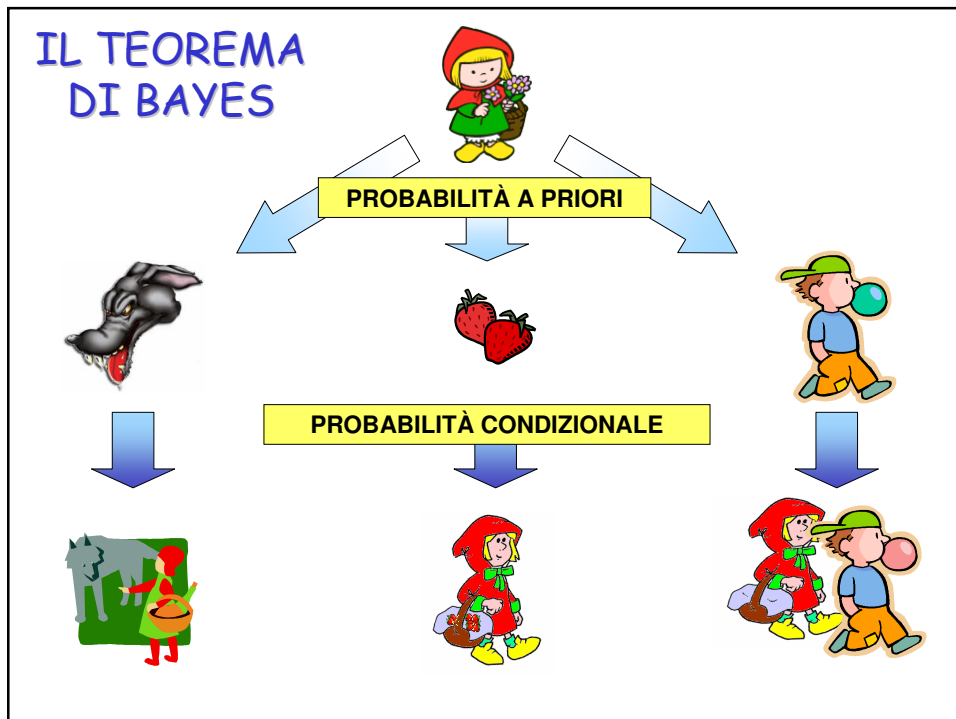 IL TEOREMA
DI BAYES
PROBABILITÀ A PRIORI
PROBABILITÀ CONDIZIONALE